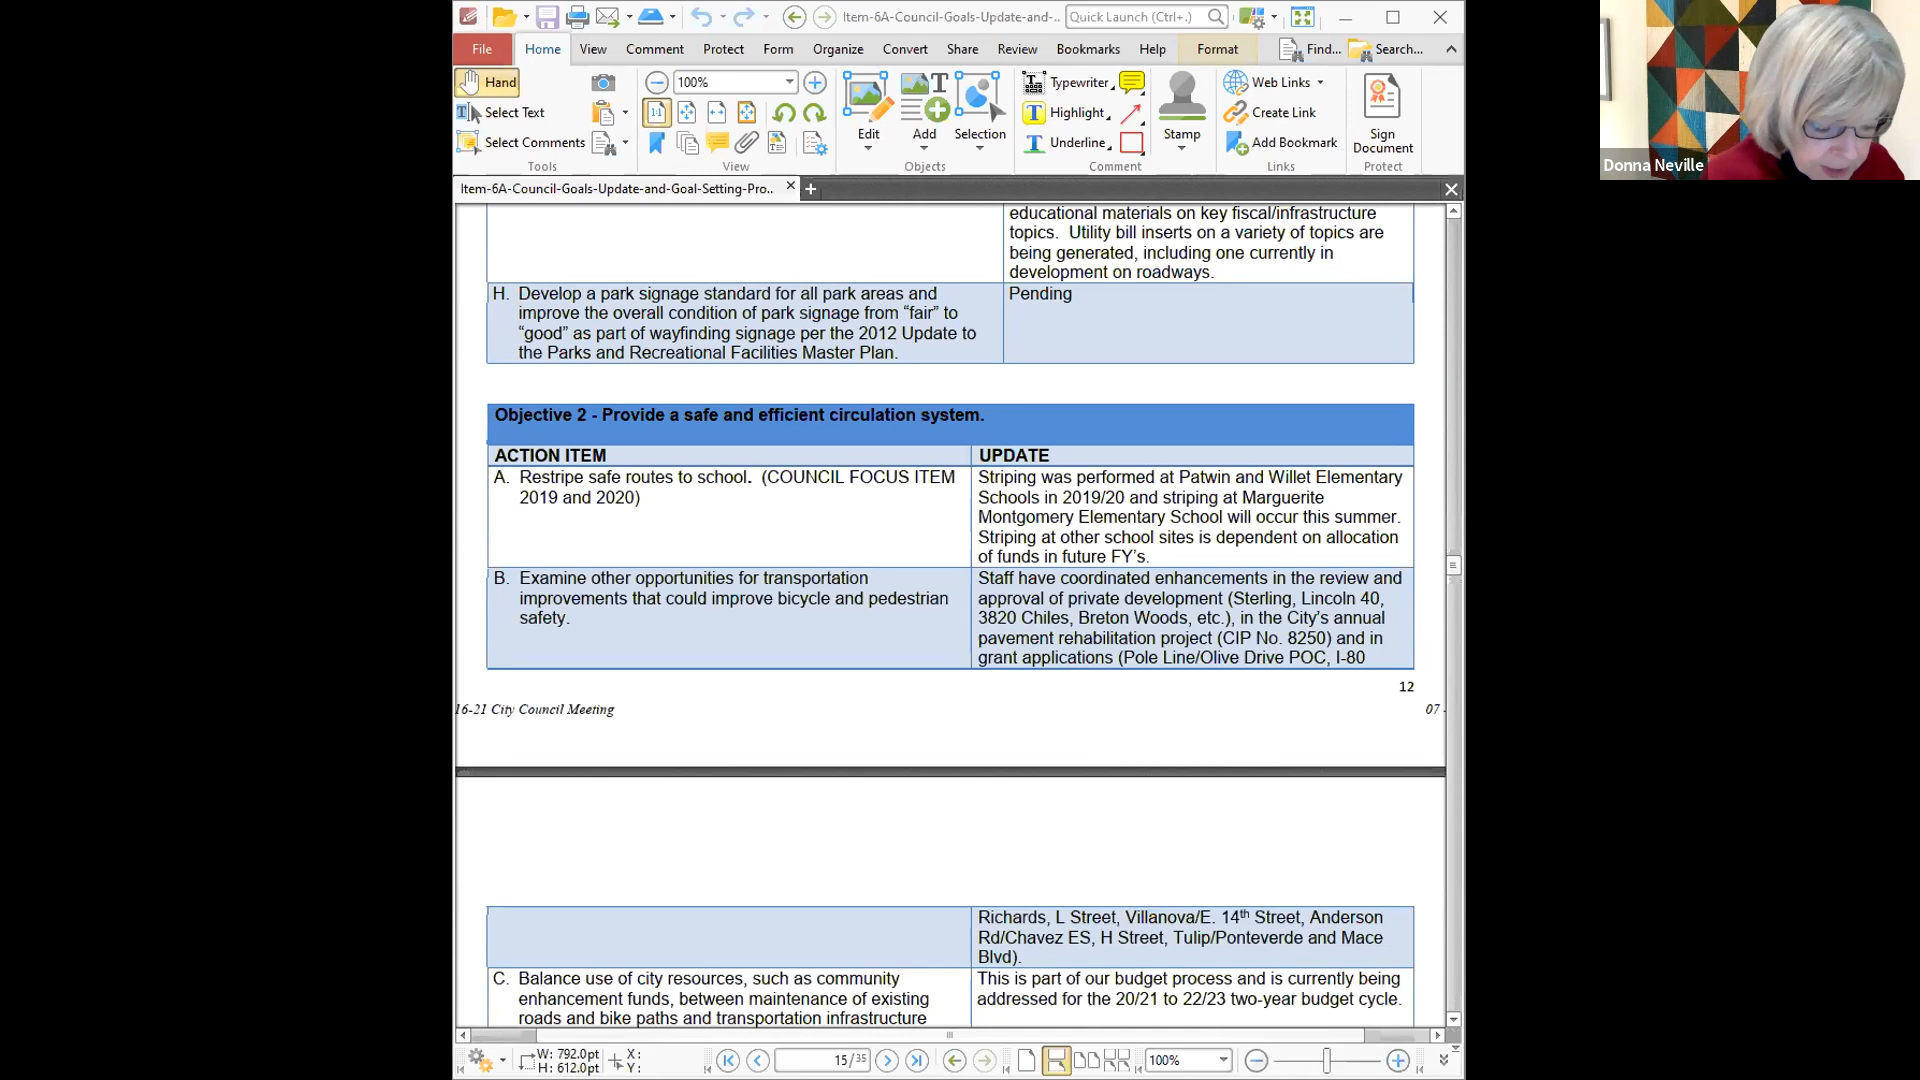 Item-6A-Council-Goals-Update-and-...
Quick Launch (Ctrl+.)
File Home View Comment Protect Form Organize Convert Share Review Bookmarks Help Format Find... Search...
Hand
100%
Typewriter
Web Links
Select Text
Highlight
Create Link
Edit Add Selection Stamp Sign Document
Select Comments
Underline
Add Bookmark
Tools View Objects Comment Links Protect
Item-6A-Council-Goals-Update-and-Goal-Setting-Pro..
educational materials on key fiscal/infrastructure
topics. Utility bill inserts on a variety of topics are
being generated, including one currently in
development on roadways.
H. Develop a park signage standard for all park areas and
improve the overall condition of park signage from “fair” to
“good” as part of wayfinding signage per the 2012 Update to
the Parks and Recreational Facilities Master Plan.
Pending
Objective 2 - Provide a safe and efficient circulation system.
ACTION ITEM
UPDATE
A. Restripe safe routes to school. (COUNCIL FOCUS ITEM
2019 and 2020)
Striping was performed at Patwin and Willet Elementary
Schools in 2019/20 and striping at Marguerite
Montgomery Elementary School will occur this summer.
Striping at other school sites is dependent on allocation
of funds in future FY’s.
B. Examine other opportunities for transportation
improvements that could improve bicycle and pedestrian
safety.
Staff have coordinated enhancements in the review and
approval of private development (Sterling, Lincoln 40,
3820 Chiles, Breton Woods, etc.), in the City’s annual
pavement rehabilitation project (CIP No. 8250) and in
grant applications (Pole Line/Olive Drive POC, I-80
12
16-21 City Council Meeting
07 -
Richards, L Street, Villanova/E. 14th Street, Anderson
Rd/Chavez ES, H Street, Tulip/Ponteverde and Mace
Blvd).
C. Balance use of city resources, such as community
enhancement funds, between maintenance of existing
roads and bike paths and transportation infrastructure
This is part of our budget process and is currently being
addressed for the 20/21 to 22/23 two-year budget cycle.
W: 792.0pt
H: 612.0pt
X:
Y:
15/35
100%
Donna Neville